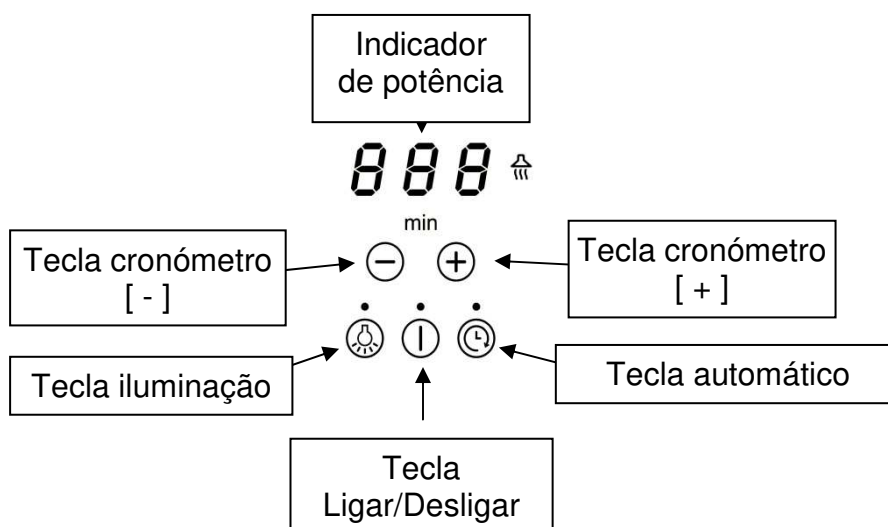 Indicador
de potência
888
min
Tecla cronómetro
[ - ]
Tecla cronómetro
[ + ]
Tecla iluminação
Tecla automático
Tecla
Ligar/Desligar